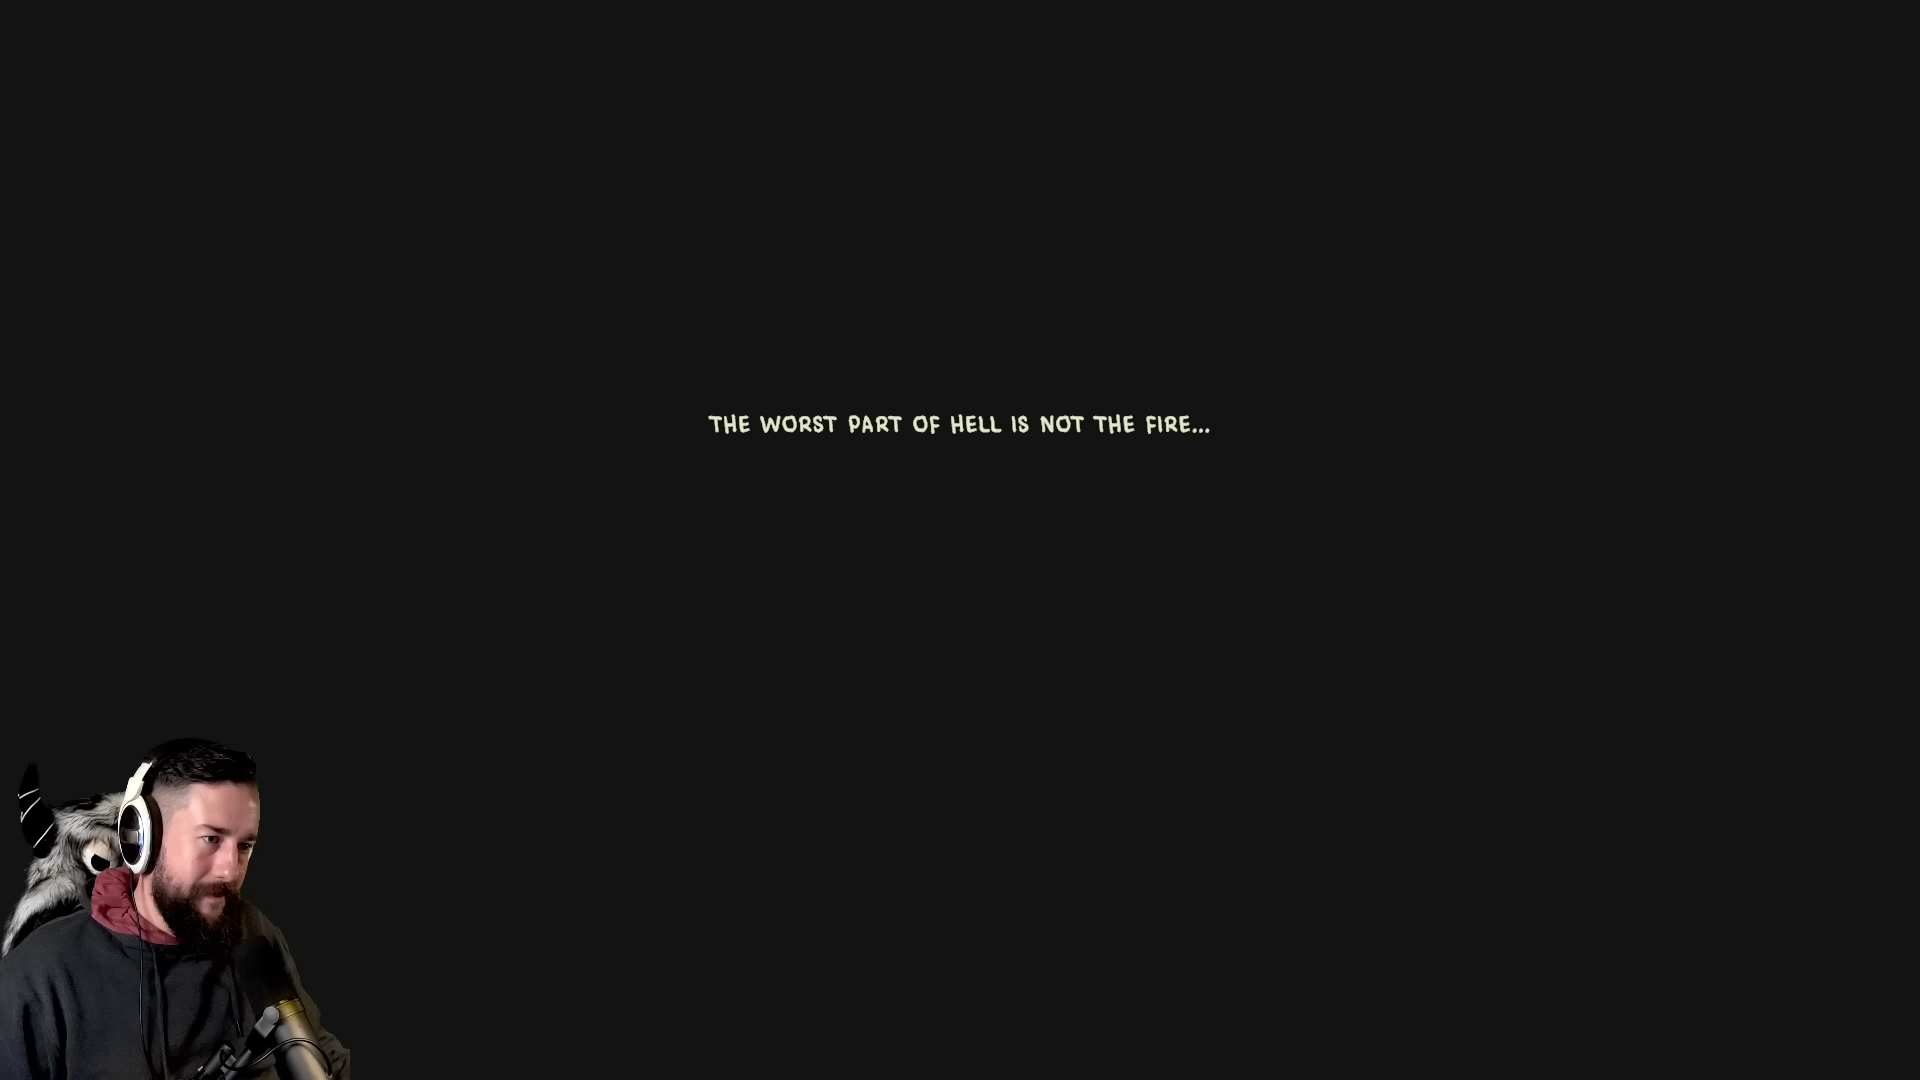 THE WORST PART OF HELL IS NOT THE FIRE...